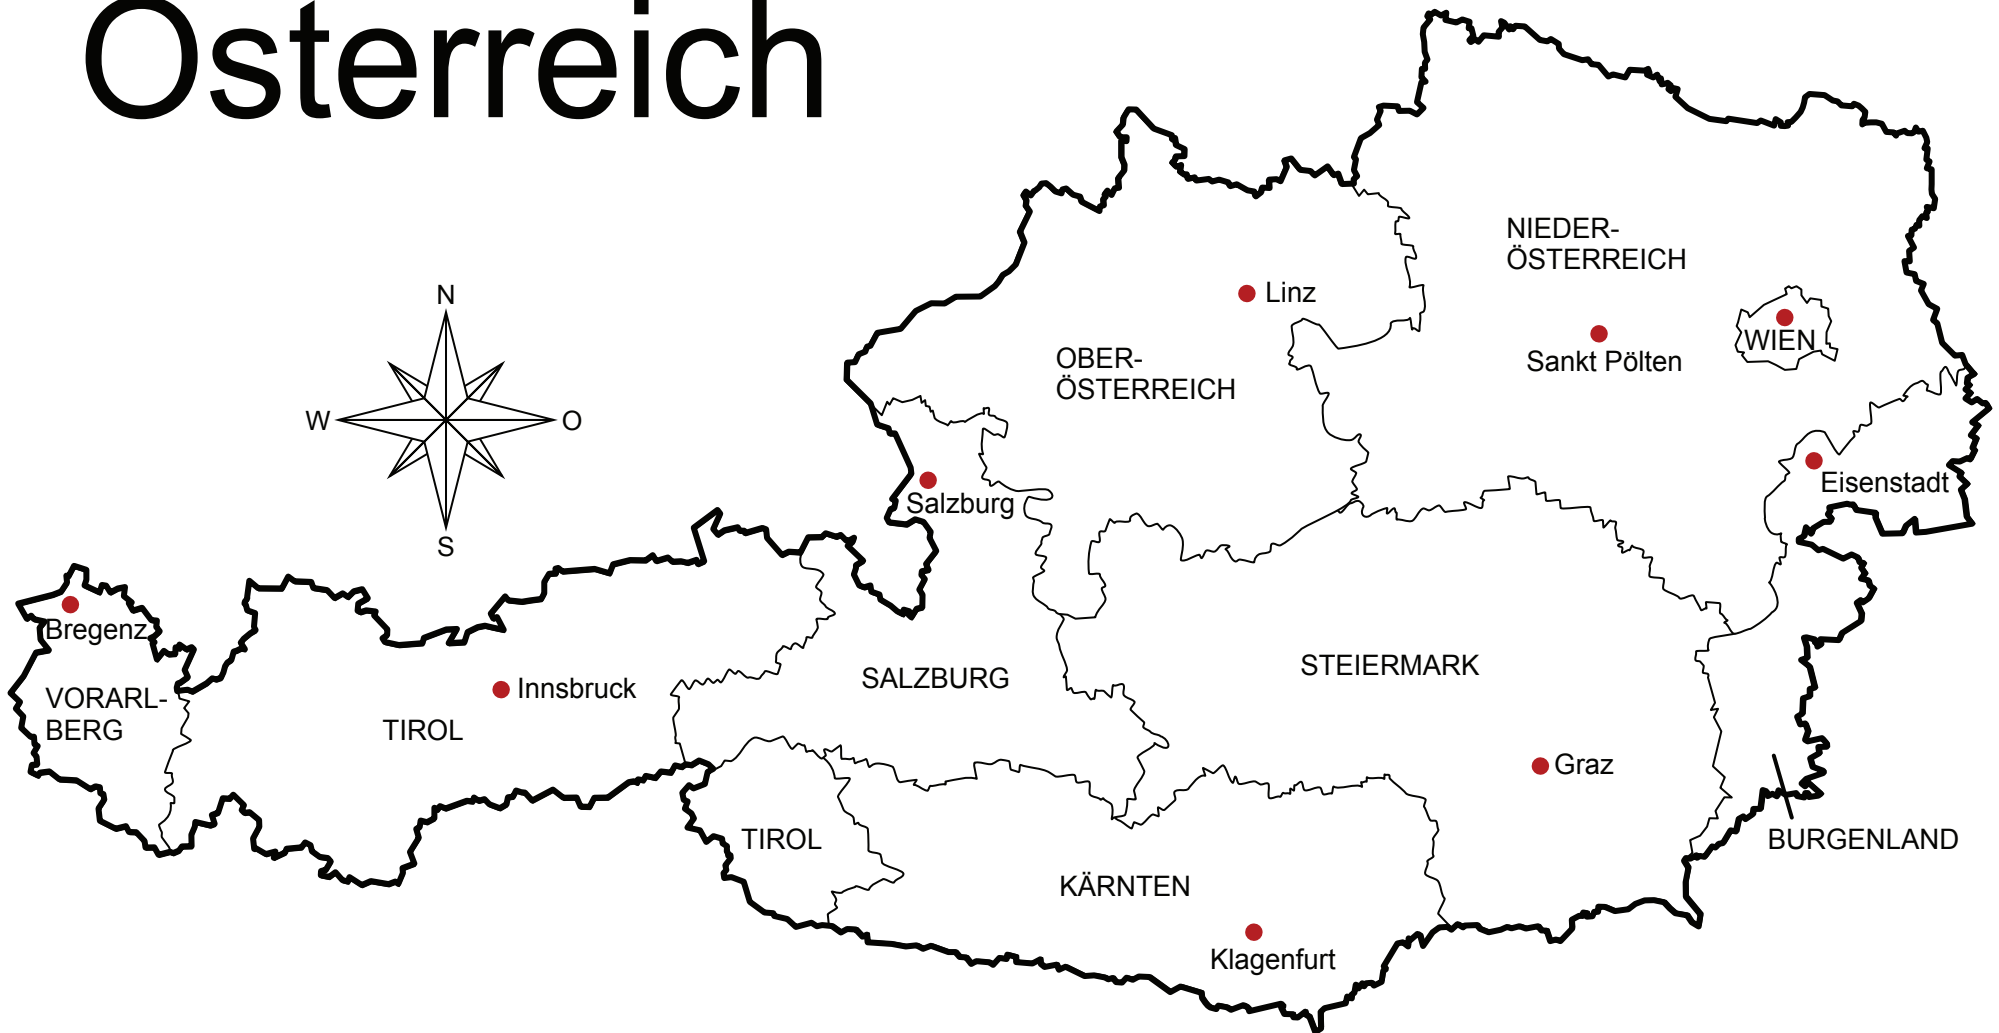 Österreich
N
W
O
S
NIEDER-
ÖSTERREICH
Linz
WIEN
Sankt Pölten
OBER-
ÖSTERREICH
Eisenstadt
Salzburg
Bregenz
SALZBURG
STEIERMARK
Innsbruck
VORARL-
BERG
TIROL
Graz
TIROL
BURGENLAND
KÄRNTEN
Klagenfurt